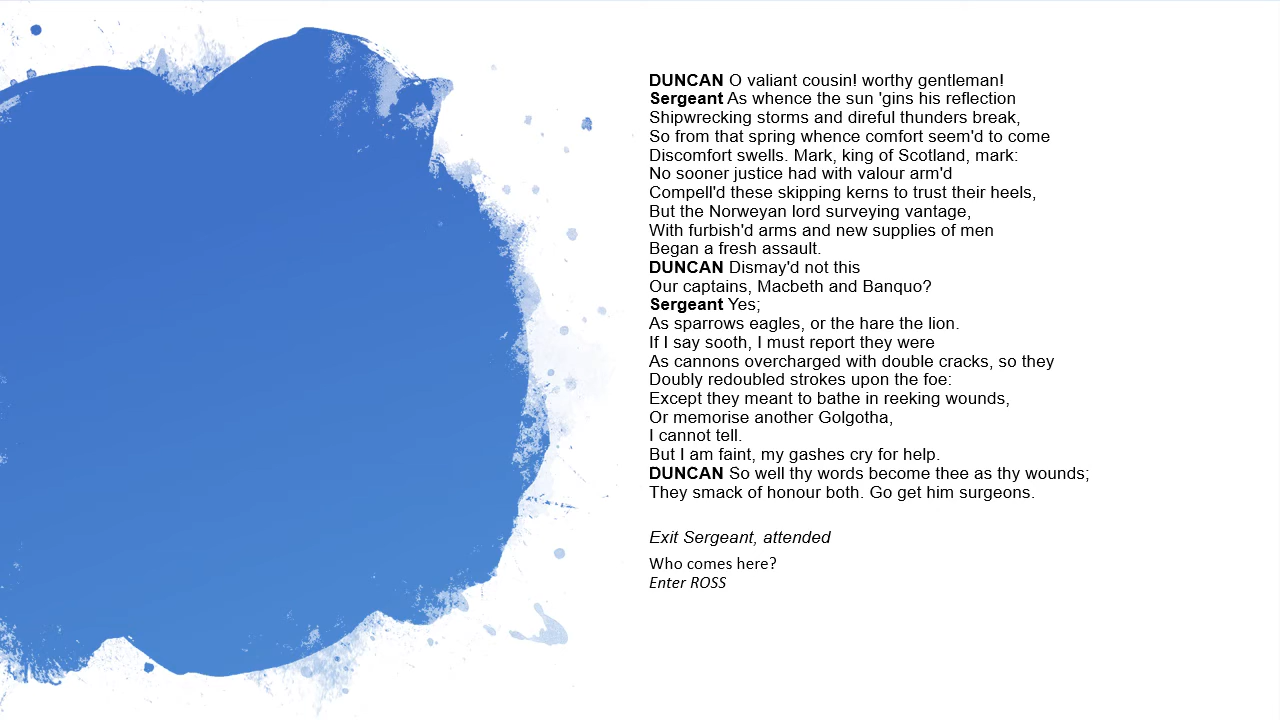 DUNCAN O valiant cousin! worthy gentleman!
Sergeant As whence the sun 'gins his reflection
Shipwrecking storms and direful thunders break,
So from that spring whence comfort seem'd to come
Discomfort swells. Mark, king of Scotland, mark:
No sooner justice had with valour arm'd
Compell'd these skipping kerns to trust their heels,
But the Norweyan lord surveying vantage,
With furbish'd arms and new supplies of men
Began a fresh assault.
DUNCAN Dismay'd not this
Our captains, Macbeth and Banquo?
Sergeant Yes;
As sparrows eagles, or the hare the lion.
If I say sooth, I must report they were
As cannons overcharged with double cracks, so they
Doubly redoubled strokes upon the foe:
Except they meant to bathe in reeking wounds,
Or memorise another Golgotha,
I cannot tell.
But I am faint, my gashes cry for help.
DUNCAN So well thy words become thee as thy wounds;
They smack of honour both. Go get him surgeons.
Exit Sergeant, attended
Who comes here?
Enter ROSS